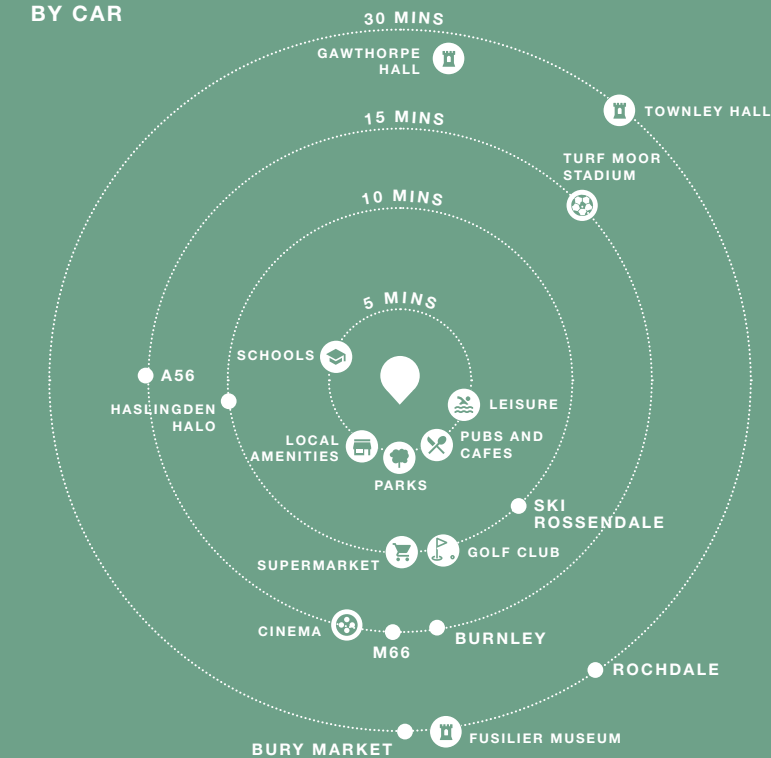 BY CAR
30 MINS
GAWTHORPE
HALL
TOWNLEY HALL
15 MINS
TURF MOOR
STADIUM
10 MINS
5 MINS
SCHOOLS
A56
HASLINGDEN
HALO
LEISURE
LOCAL
AMENITIES
PUBS AND
CAFES
PARKS
SKI
ROSSENDALE
SUPERMARKET
GOLF CLUB
CINEMA
M66
BURNLEY
ROCHDALE
BURY MARKET
FUSILIER MUSEUM